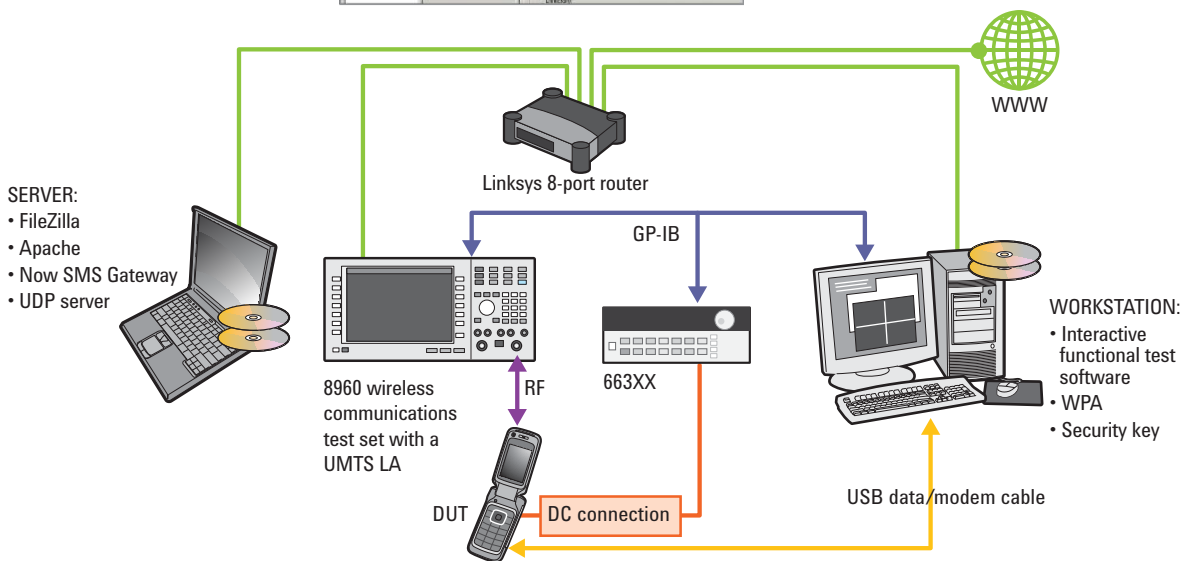 WWW
Linksys 8-port router
SERVER:
• FileZilla
• Apache
• Now SMS Gateway
• UDP server
GP-IB
WORKSTATION:
• Interactive
functional test
software
• WPA
• Security key
8960 wireless
communications
test set with a
UMTS LA
RF
663XX
USB data/modem cable
DUT
DC connection